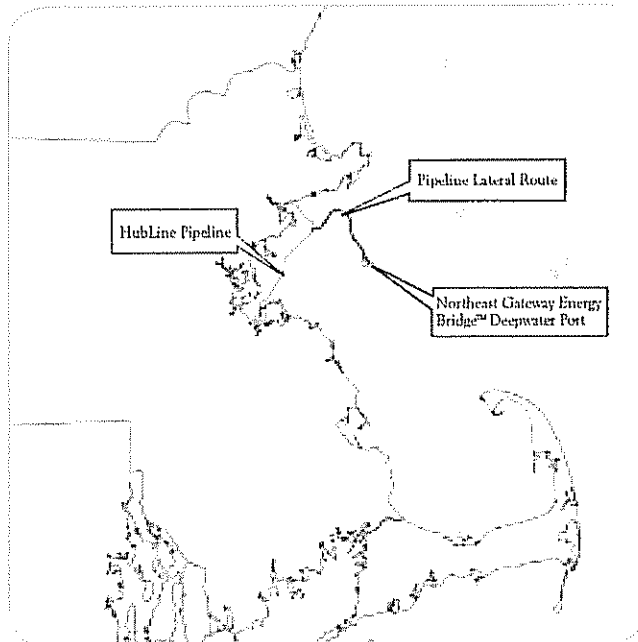 Pipeline Lateral Route
HubLine Pipeline
Northeast Gateway Energy
Bridge™ Deepwater Port